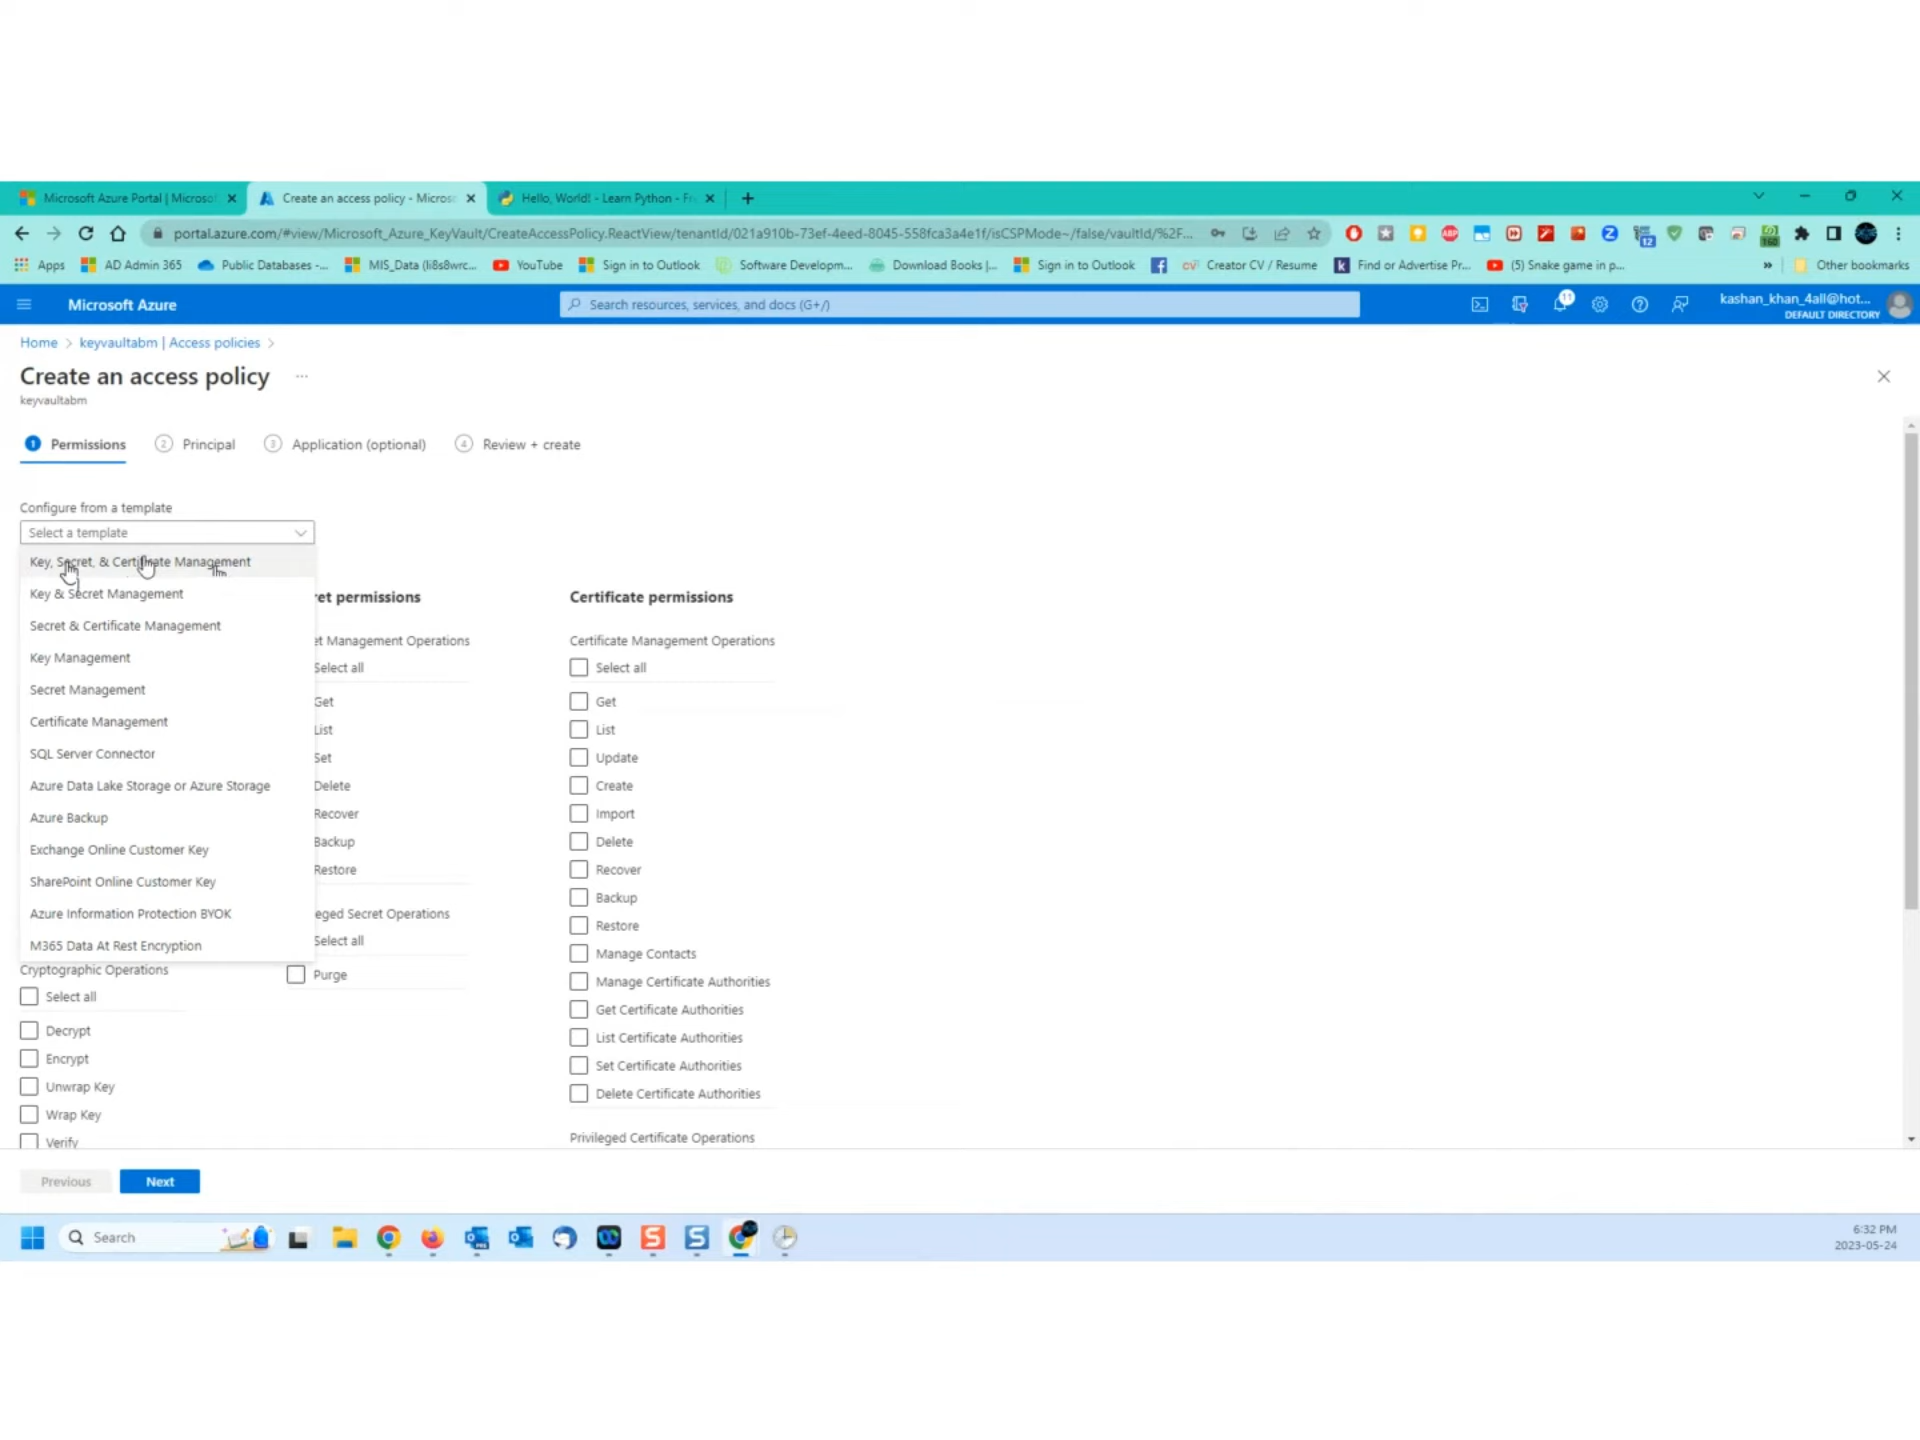 Microsoft Azure Portal | Microsof
Create an access policy - Micros
Hello, World! - Learn Python - Fr
portal.azure.com/#view/Microsoft_Azure_KeyVault/CreateAccessPolicy.ReactView/tenantId/021a910b-73ef-4eed-8045-558fca3a4e1f/isCSPMode~/false/vaultId/%2F...
ABP
12
160
Apps
AD Admin 365
Public Databases -...
MIS_Data (li8s8wrc...
YouTube
Sign in to Outlook
Software Developm...
Download Books |...
Sign in to Outlook
Creator CV / Resume
Find or Advertise Pr...
(5) Snake game in p...
»
Other bookmarks
Microsoft Azure
Search resources, services, and docs (G+/)
11
kashan_khan_4all@hot...
DEFAULT DIRECTORY
Home > keyvaultabm | Access policies >
Create an access policy ...
keyvaultabm
1 Permissions
2 Principal
3 Application (optional)
4 Review + create
Configure from a template
Select a template
Key, Secret, & Certificate Management
Key & Secret Management
Secret & Certificate Management
Key Management
Secret Management
Certificate Management
SQL Server Connector
Azure Data Lake Storage or Azure Storage
Azure Backup
Exchange Online Customer Key
SharePoint Online Customer Key
Azure Information Protection BYOK
M365 Data At Rest Encryption
Cryptographic Operations
Select all
Decrypt
Encrypt
Unwrap Key
Wrap Key
Verify
ret permissions
et Management Operations
Select all
Get
List
Set
Delete
Recover
Backup
Restore
eged Secret Operations
Select all
Purge
Certificate permissions
Certificate Management Operations
Select all
Get
List
Update
Create
Import
Delete
Recover
Backup
Restore
Manage Contacts
Manage Certificate Authorities
Get Certificate Authorities
List Certificate Authorities
Set Certificate Authorities
Delete Certificate Authorities
Privileged Certificate Operations
Previous
Next
Search
6:32 PM
2023-05-24